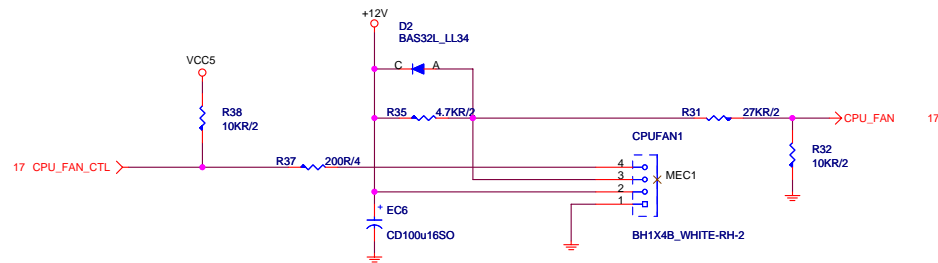 +12V
D2
BAS32L_LL34
VCC5
C A
R38
10KR/2
R35 4.7KR/2
R31 27KR/2
CPU_FAN 17
CPUFAN1
R32
10KR/2
17 CPU_FAN_CTL
R37 200R/4
4
3
2
1
MEC1
+ EC6
CD100u16SO
BH1X4B_WHITE-RH-2